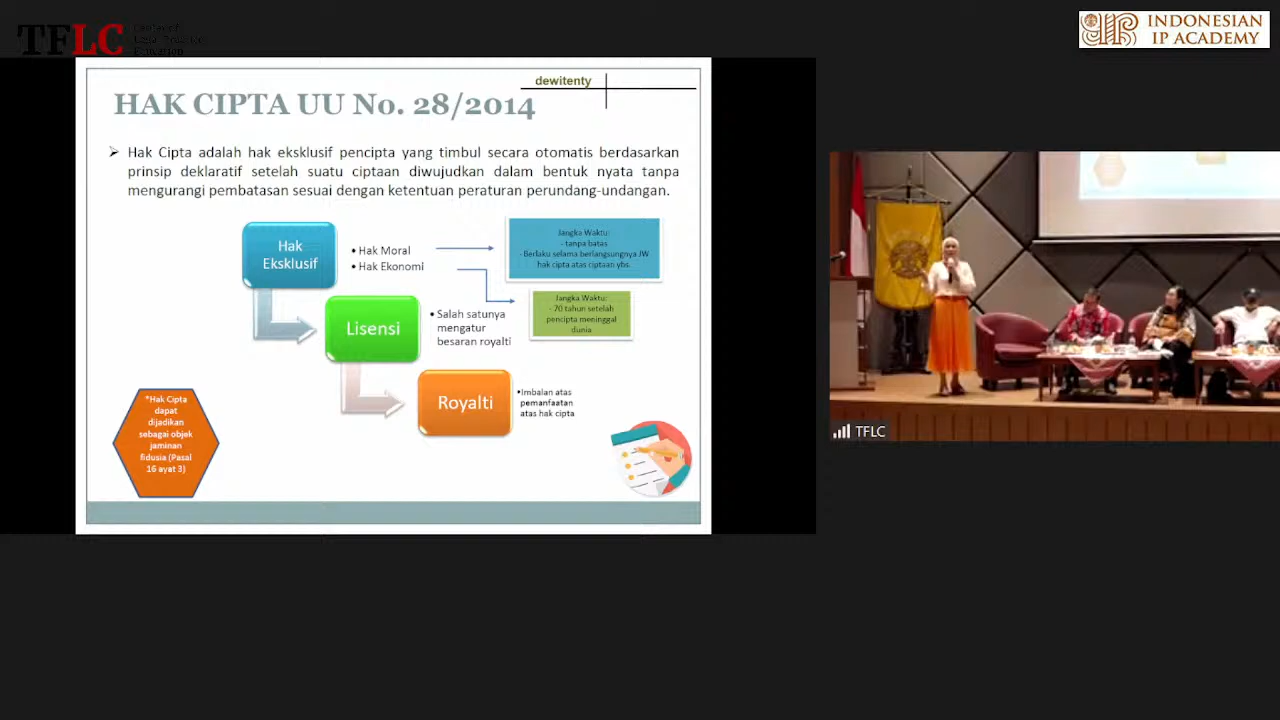 TFLC
INDONESIAN
IP ACADEMY
dewitenty
HAK CIPTA UU No. 28/2014
Hak Cipta adalah hak eksklusif pencipta yang timbul secara otomatis berdasarkan
prinsip deklaratif setelah suatu ciptaan diwujudkan dalam bentuk nyata tanpa
mengurangi pembatasan sesuai dengan ketentuan peraturan perundang-undangan.
Hak
Eksklusif
• Hak Moral
• Hak Ekonomi
Jangka Waktu:
- tanpa batas
- Berlaku selama berlangsungnya JW
hak cipta atas ciptaan ybs.
Jangka Waktu:
- 70 tahun setelah
pencipta meninggal
dunia
Lisensi
• Salah satunya
mengatur
besaran royalti
Royalti
•Imbalan atas
pemanfaatan
atas hak cipta
*Hak Cipta
dapat
dijadikan
sebagai objek
jaminan
fidusia (Pasal
16 ayat 3)
TFLC